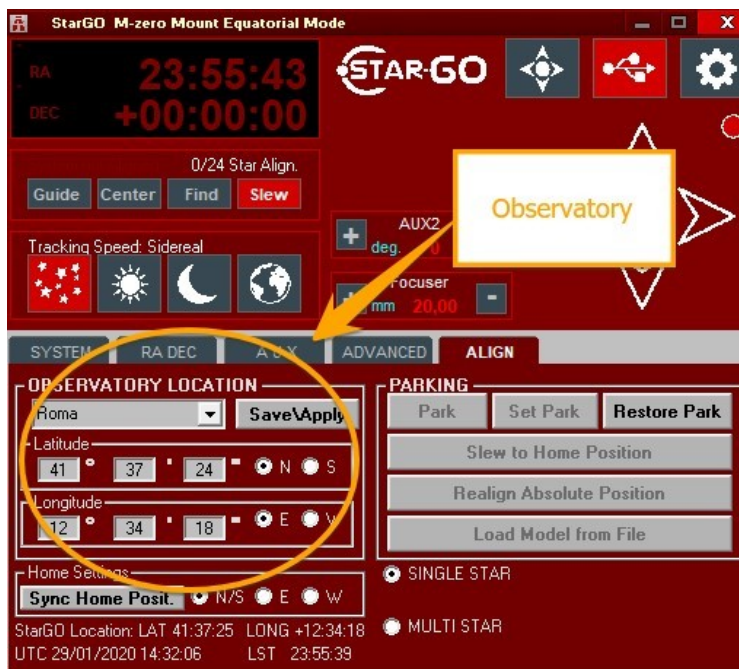 StarGO M-zero Mount Equatorial Mode
X
RA 23:55:43
DEC +00:00:00
STAR·GO
0/24 Star Align.
Guide Center Find Slew
Observatory
AUX2
+ deg. 0
Tracking Speed: Sidereal
Focuser
mm 20,00 -
SYSTEM RA DEC AUX ADVANCED ALIGN
OBSERVATORY LOCATION
Roma Save\Apply
Latitude
41 ° 37 ' 24 " N S
Longitude
12 ° 34 ' 18 " E W
Home Settings
Sync Home Posit. N/S E W
StarGO Location: LAT 41:37:25 LONG +12:34:18
UTC 29/01/2020 14:32:06 LST 23:55:39
PARKING
Park Set Park Restore Park
Slew to Home Position
Realign Absolute Position
Load Model from File
SINGLE STAR
MULTI STAR